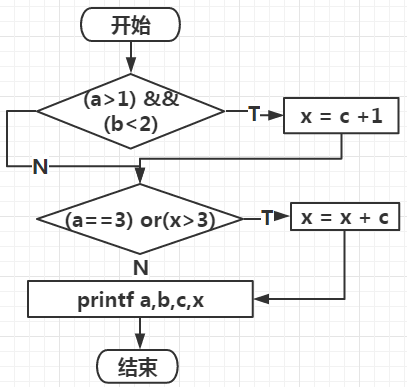 开始
(a>1) &&
(b<2)
T
x = c +1
N
(a==3) or(x>3)
T
x = x + c
N
printf a,b,c,x
结束